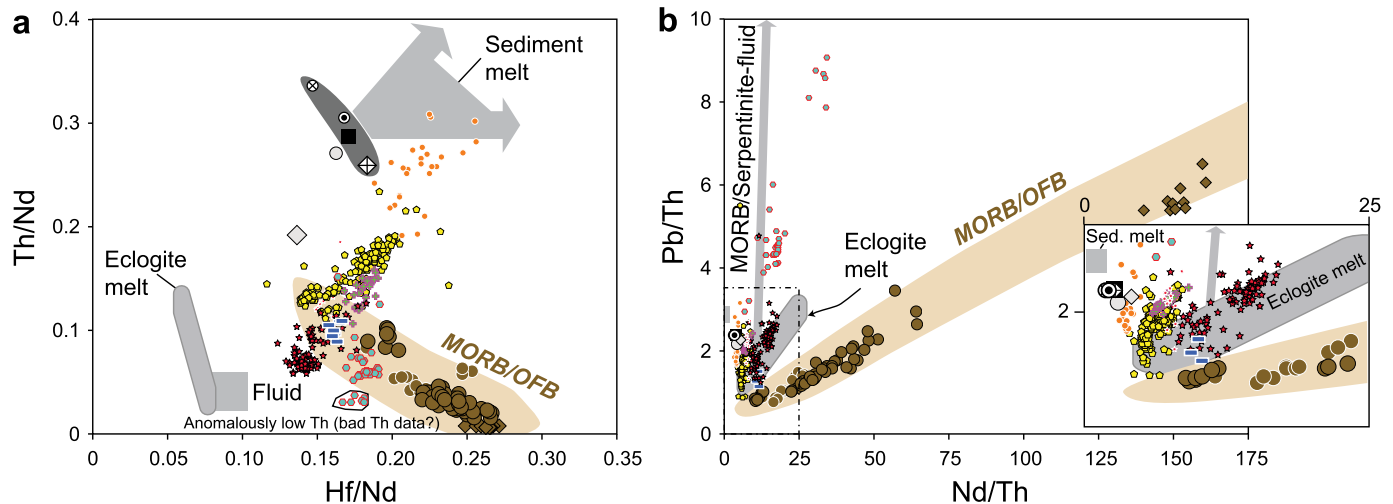 a
0.4
0.3
0.2
0.1
0
Th/Nd
0
0.05
0.10
0.15
0.20
0.25
0.30
0.35
Hf/Nd
Sediment
melt
Eclogite
melt
Fluid
MORB/OFB
Anomalously low Th (bad Th data?)
b
10
8
6
4
2
0
Pb/Th
0
25
50
75
100
125
150
175
Nd/Th
MORB/Serpentinite-fluid
Eclogite
melt
MORB/OFB
0
25
Sed. melt
2
Eclogite melt